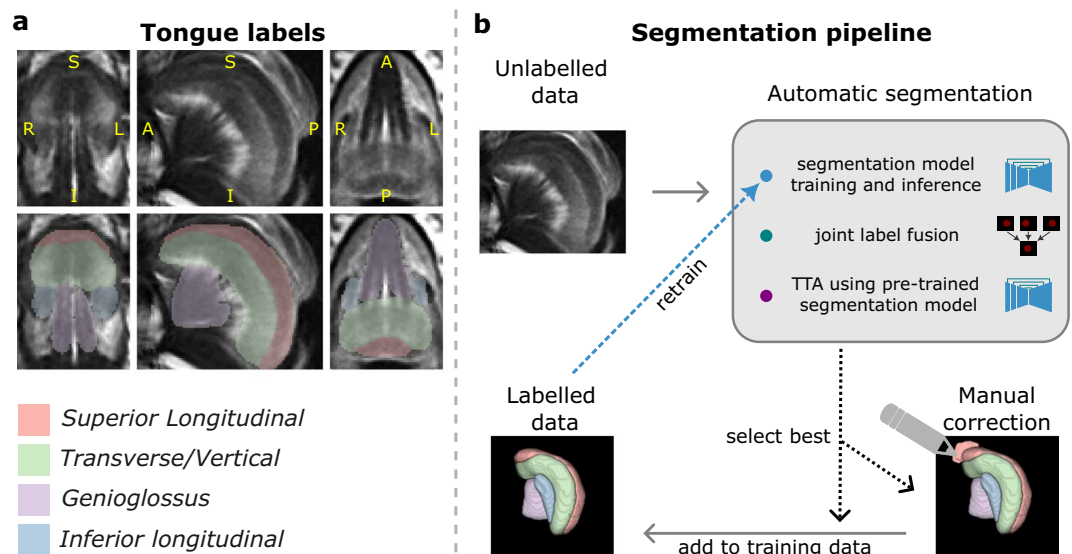 a
Tongue labels
S
R
L
I
S
A
P
I
A
R
L
P
Superior Longitudinal
Transverse/Vertical
Genioglossus
Inferior longitudinal
b
Segmentation pipeline
Unlabelled
data
Automatic segmentation
segmentation model
training and inference
joint label fusion
TTA using pre-trained
segmentation model
retrain
Labelled
data
select best
Manual
correction
add to training data